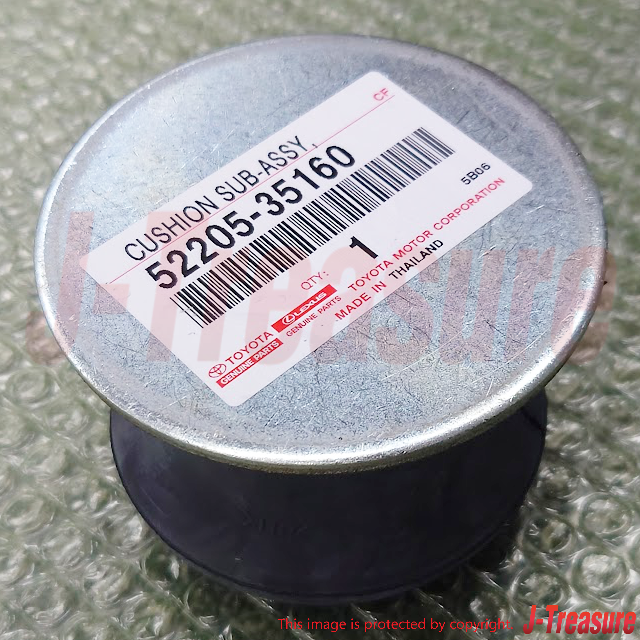 CF
CUSHION SUB-ASSY,
52205-35160
5B06
QTY: 1
TOYOTA LEXUS TOYOTA MOTOR CORPORATION
GENUINE PARTS GENUINE PARTS MADE IN THAILAND
J-Treasure
This image is protected by copyright J-Treasure